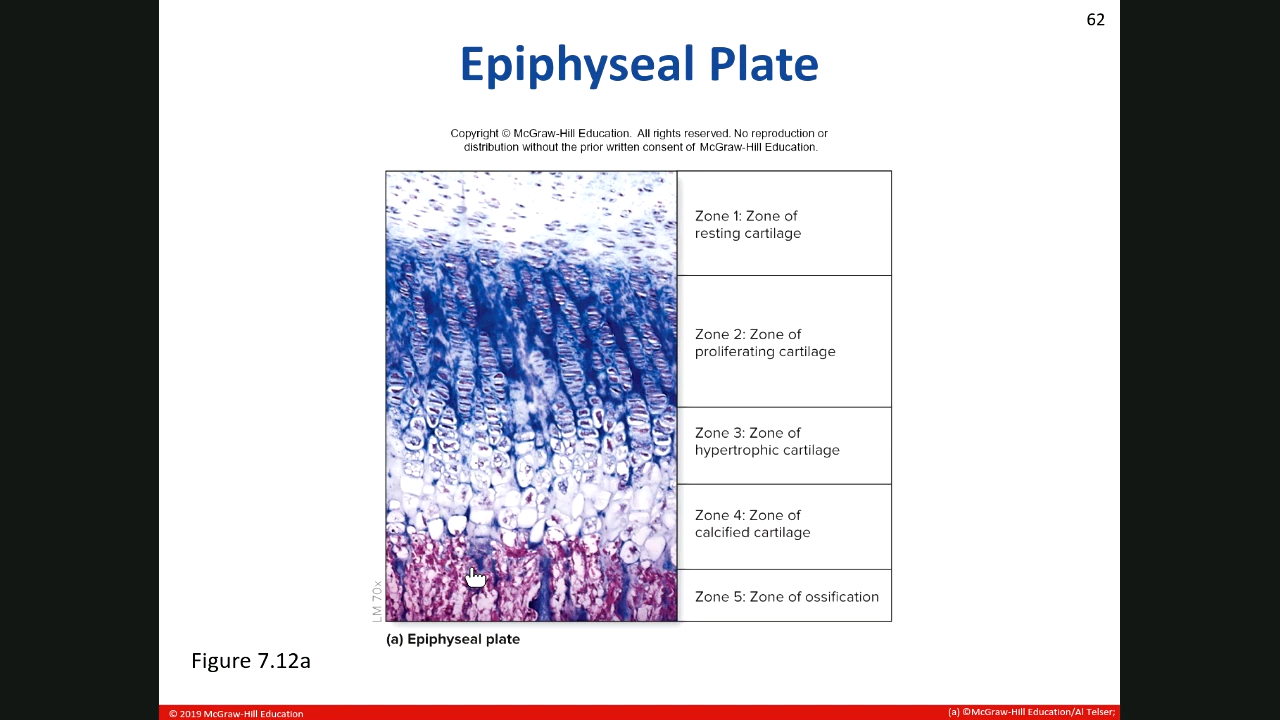 62
Epiphyseal Plate
Copyright © McGraw-Hill Education. All rights reserved. No reproduction or
distribution without the prior written consent of McGraw-Hill Education.
Zone 1: Zone of
resting cartilage
Zone 2: Zone of
proliferating cartilage
Zone 3: Zone of
hypertrophic cartilage
Zone 4: Zone of
calcified cartilage
Zone 5: Zone of ossification
LM 70x
(a) Epiphyseal plate
Figure 7.12a
© 2019 McGraw-Hill Education
(a) ©McGraw-Hill Education/Al Telser;